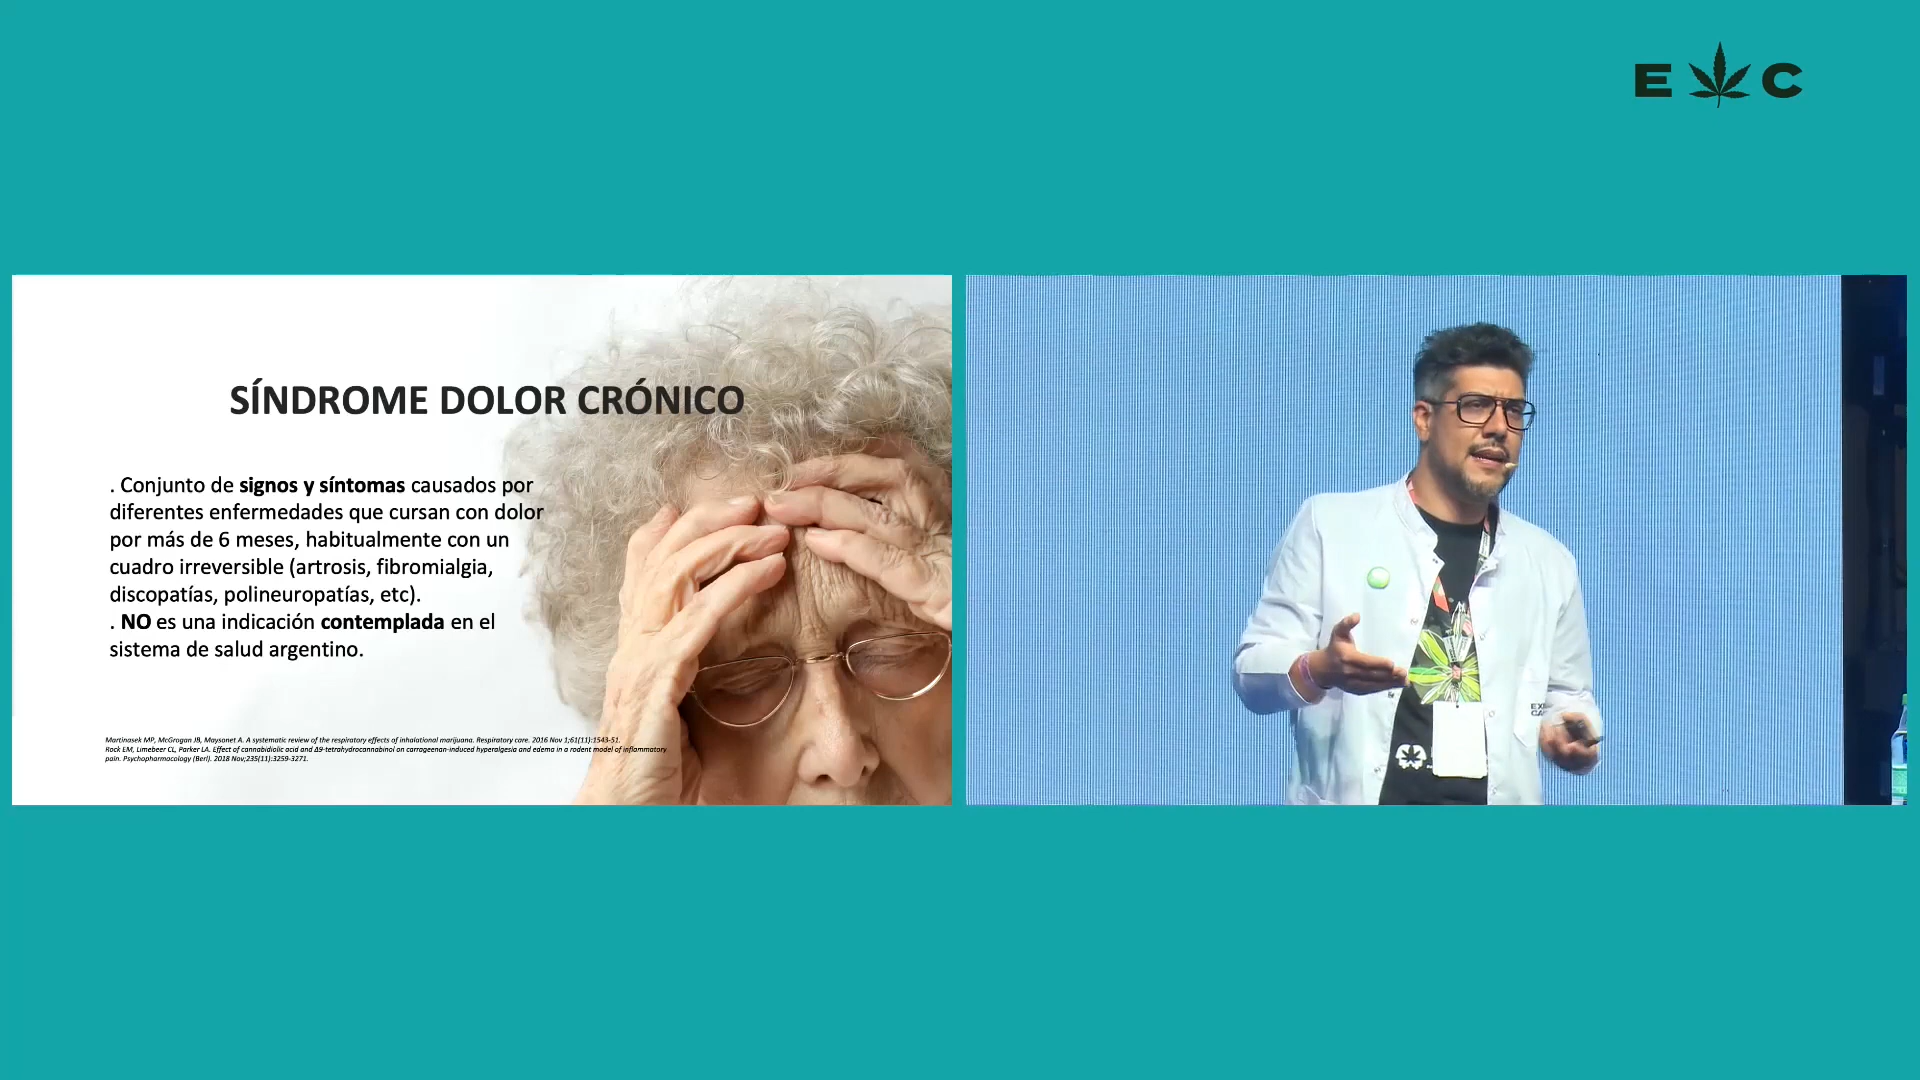 E C
SÍNDROME DOLOR CRÓNICO
. Conjunto de signos y síntomas causados por
diferentes enfermedades que cursan con dolor
por más de 6 meses, habitualmente con un
cuadro irreversible (artrosis, fibromialgia,
discopatías, polineuropatías, etc).
. NO es una indicación contemplada en el
sistema de salud argentino.
Martinasek MP, McGrogan JB, Maysonet A. A systematic review of the respiratory effects of inhalational marijuana. Respiratory care. 2016 Nov 1;61(11):1543-51.
Rock EM, Limebeer CL, Parker LA. Effect of cannabidiolic acid and Δ9-tetrahydrocannabinol on carrageenan-induced hyperalgesia and edema in a rodent model of inflammatory
pain. Psychopharmacology (Berl). 2018 Nov;235(11):3259-3271.